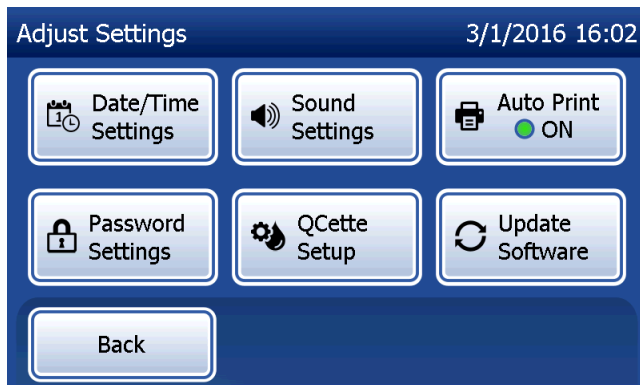 Adjust Settings 3/1/2016 16:02
Date/Time
Settings
Sound
Settings
Auto Print
ON
Password
Settings
QCette
Setup
Update
Software
Back